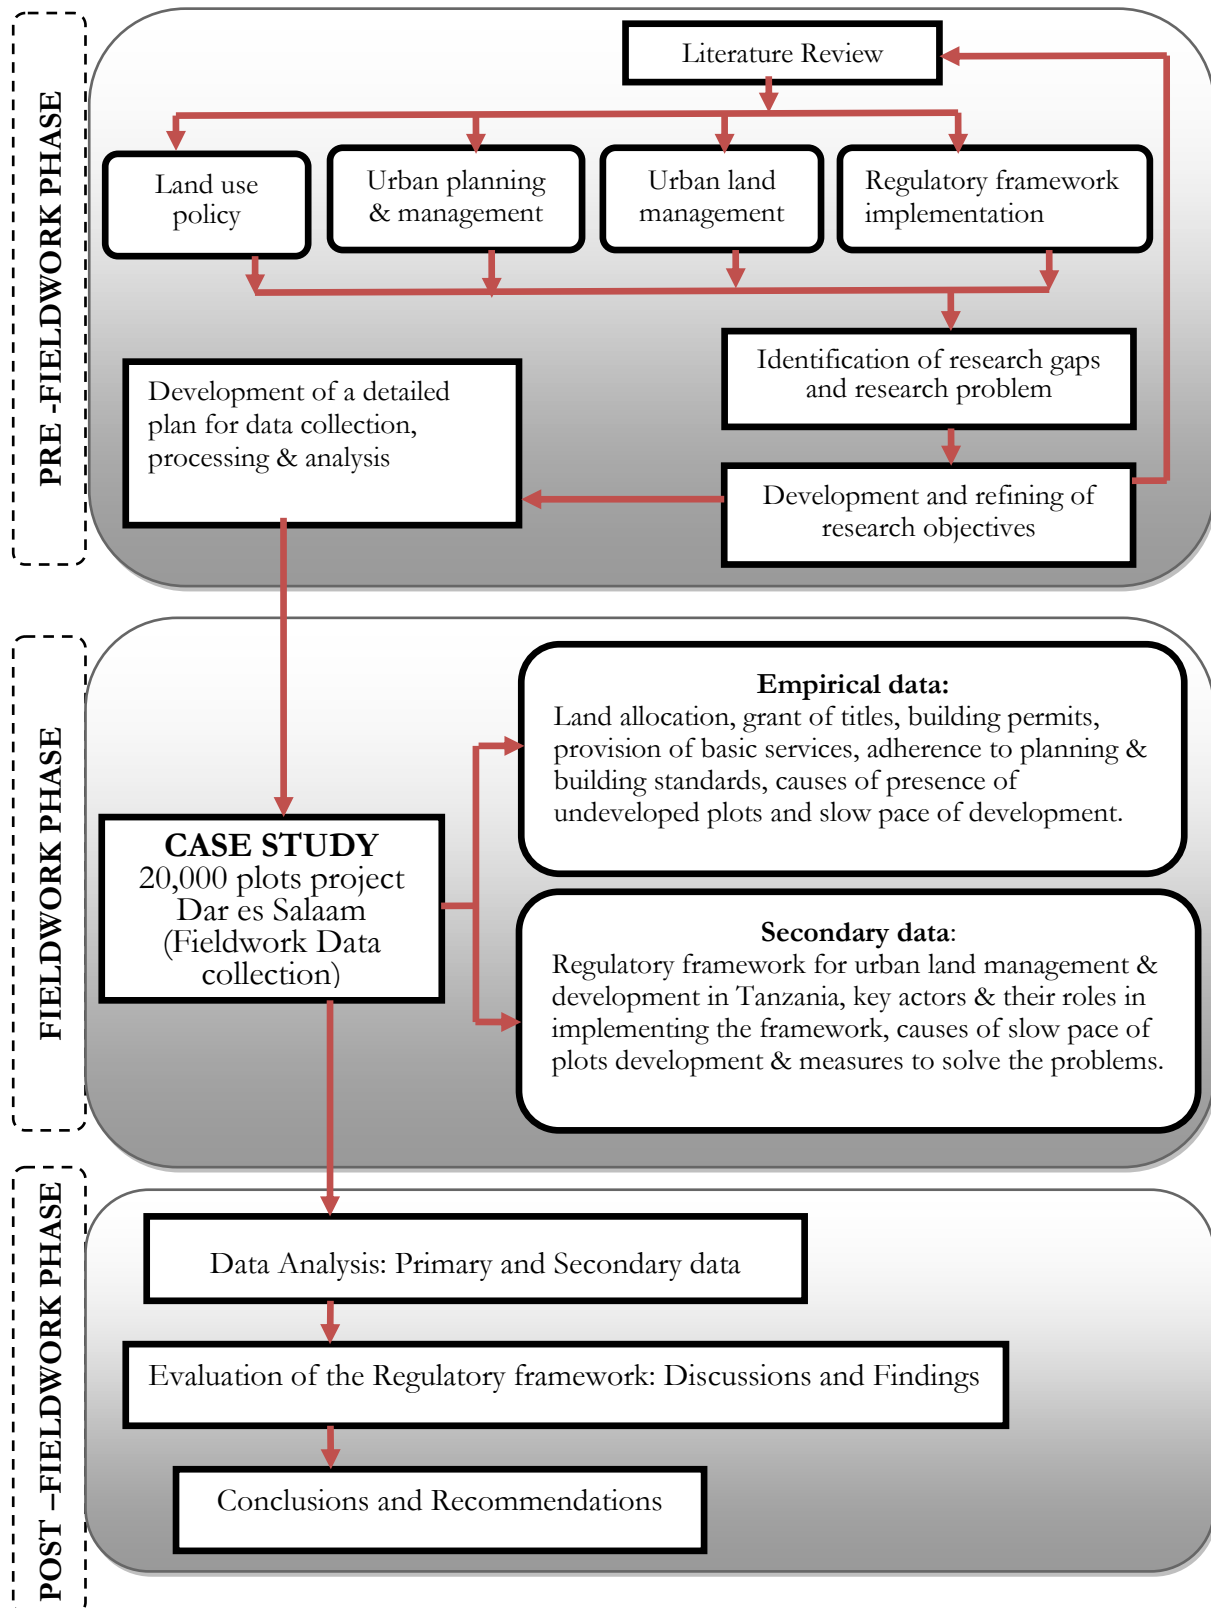 PRE -FIELDWORK PHASE
Literature Review
Land use
policy
Urban planning
& management
Urban land
management
Regulatory framework
implementation
Identification of research gaps
and research problem
Development of a detailed
plan for data collection,
processing & analysis
Development and refining of
research objectives
FIELDWORK PHASE
Empirical data:
Land allocation, grant of titles, building permits,
provision of basic services, adherence to planning &
building standards, causes of presence of
undeveloped plots and slow pace of development.
CASE STUDY
20,000 plots project
Dar es Salaam
(Fieldwork Data
collection)
Secondary data:
Regulatory framework for urban land management &
development in Tanzania, key actors & their roles in
implementing the framework, causes of slow pace of
plots development & measures to solve the problems.
POST –FIELDWORK PHASE
Data Analysis: Primary and Secondary data
Evaluation of the Regulatory framework: Discussions and Findings
Conclusions and Recommendations